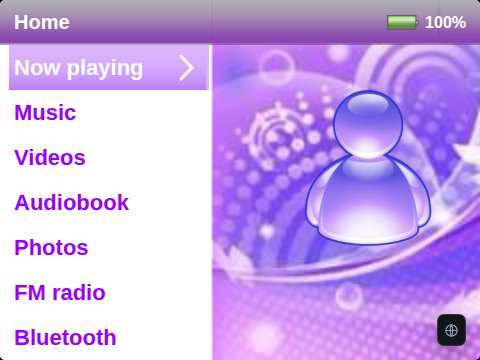 Home
100%
Now playing
Music
Videos
Audiobook
Photos
FM radio
Bluetooth